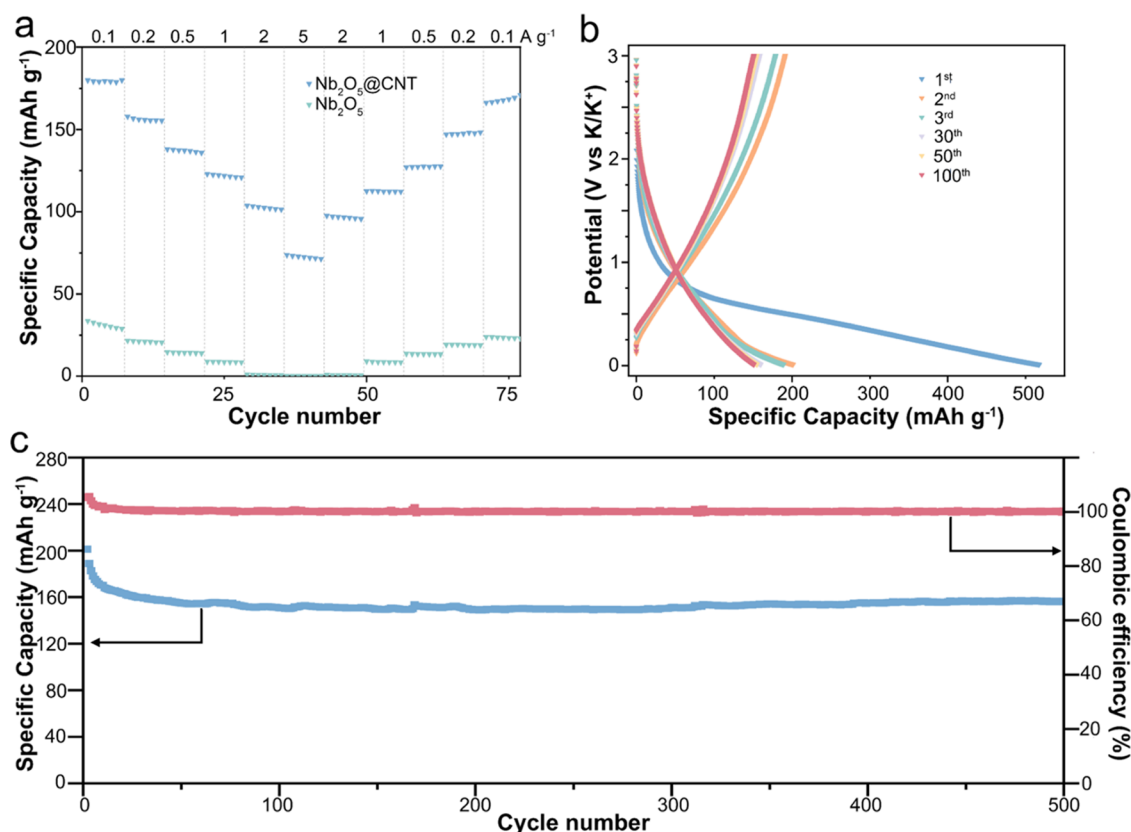 a
0.1 0.2 0.5 1 2 5 2 1 0.5 0.2 0.1 A g⁻¹
200
150
100
50
0
Specific Capacity (mAh g⁻¹)
Nb₂O₅@CNT
Nb₂O₅
0 25 50 75
Cycle number
b
3
2
1
0
Potential (V vs K/K⁺)
1ˢᵗ
2ⁿᵈ
3ʳᵈ
30ᵗʰ
50ᵗʰ
100ᵗʰ
0 100 200 300 400 500
Specific Capacity (mAh g⁻¹)
c
280
240
200
160
120
80
40
0
Specific Capacity (mAh g⁻¹)
100
80
60
40
20
0
Coulombic efficiency (%)
0 100 200 300 400 500
Cycle number